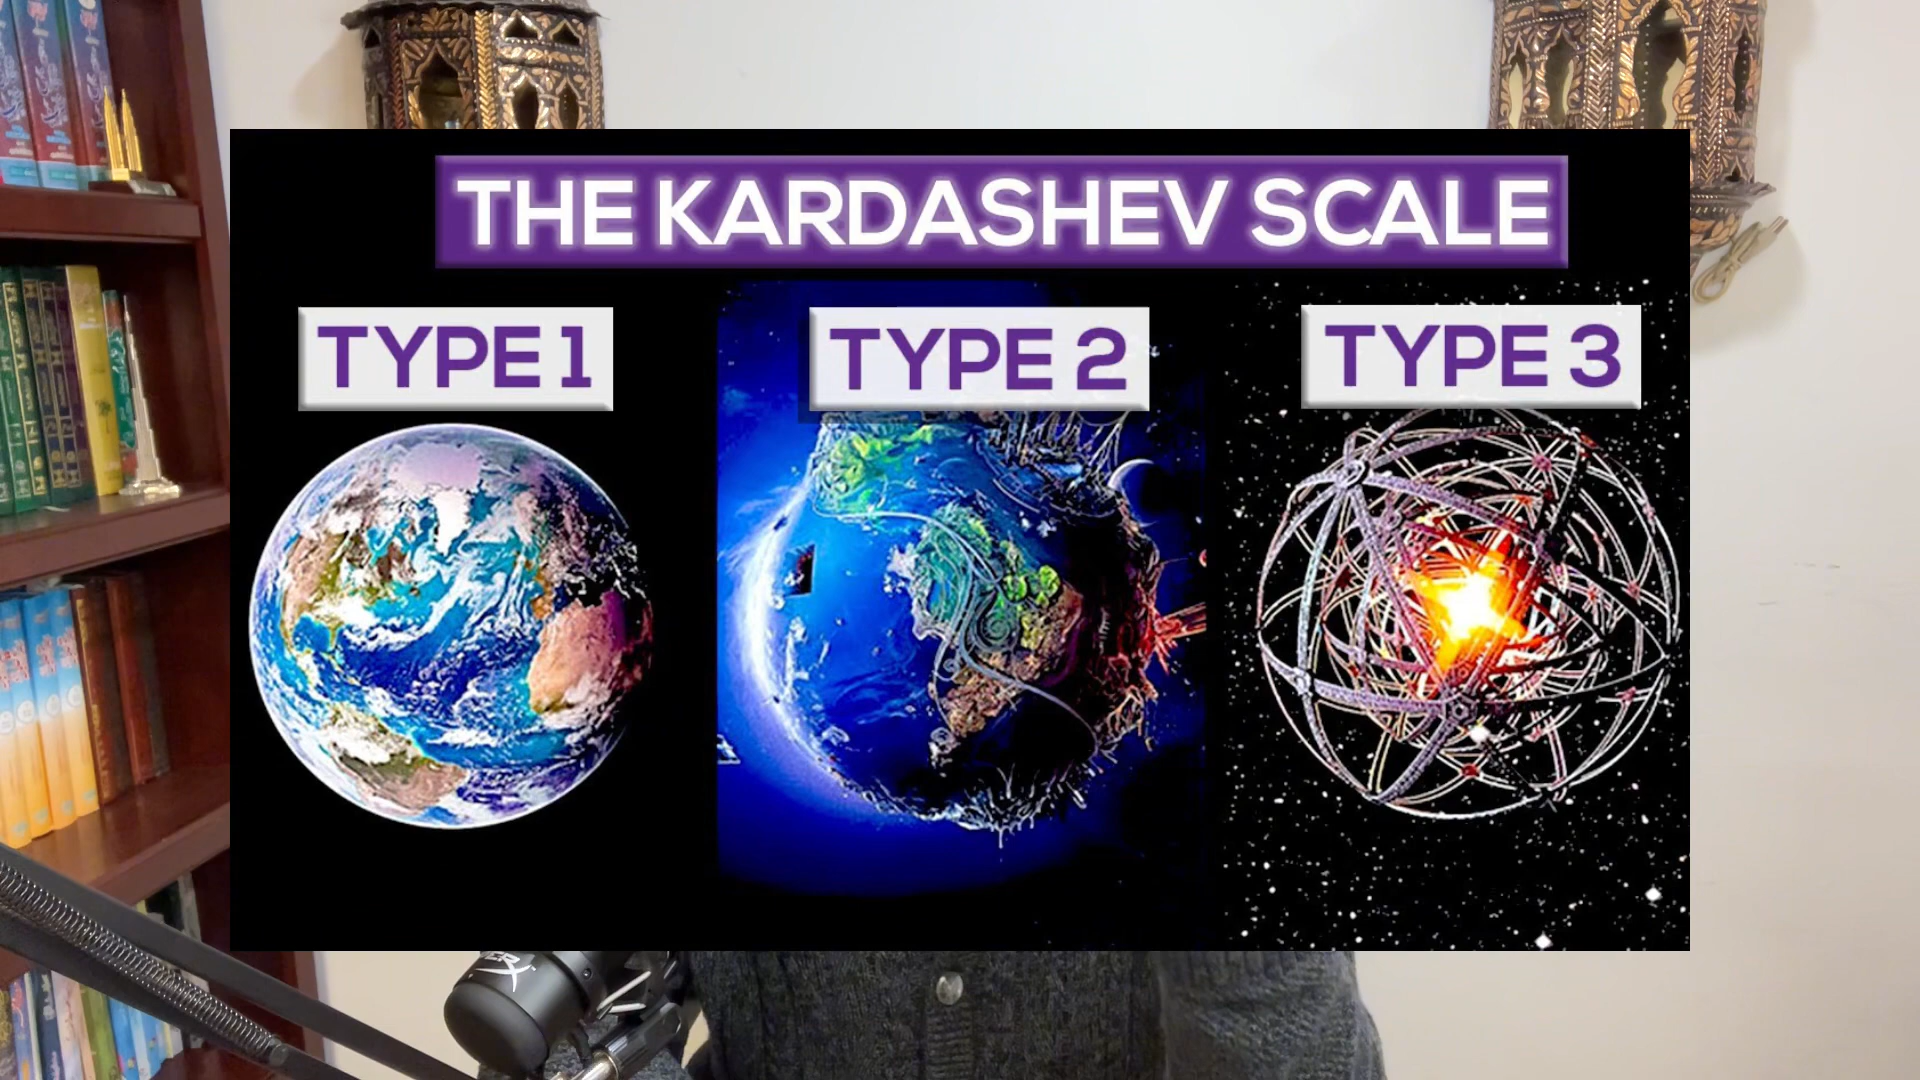 THE KARDASHEV SCALE
TYPE 1
TYPE 2
TYPE 3